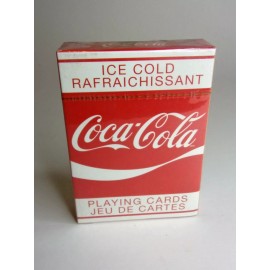 ICE COLD
RAFRAICHISSANT
Coca-Cola
PLAYING CARDS
JEU DE CARTES